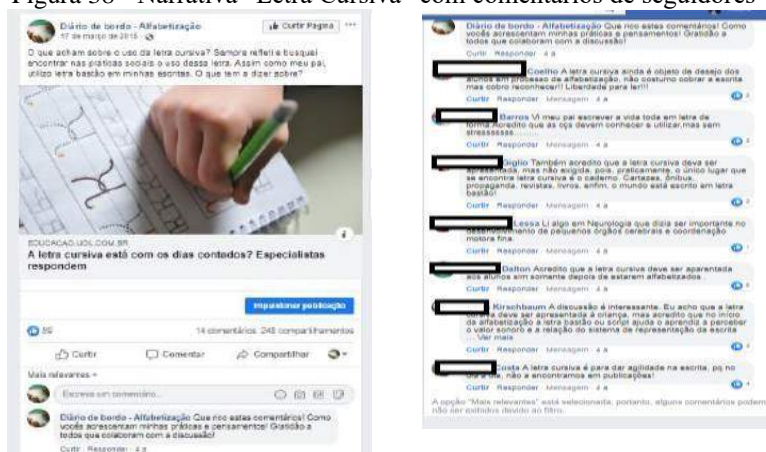 Figura 38 - Narrativa "Letra Cursiva" com comentários de seguidores
Diário de bordo - Alfabetização
17 de março de 2015
Curtir Página
O que acham sobre o uso da letra cursiva? Sempre refleti e busquei
encontrar nas práticas sociais o uso dessa letra. Assim como meu pai,
utilizo letra bastão em minhas escritas. O que tem a dizer sobre?
EDUCACAO.UOL.COM.BR
A letra cursiva está com os dias contados? Especialistas
respondem
Impulsionar publicação
14 comentários 248 compartilhamentos
Curtir Comentar Compartilhar
Mais relevantes
Escreva um comentário...
Diário de bordo - Alfabetização Que rico estes comentários! Como
vocês acrescentam minhas práticas e pensamentos! Gratidão a
todos que colaboram com a discussão!
Curtir Responder 4 a
Diário de bordo - Alfabetização Que rico estes comentários! Como
vocês acrescentam minhas práticas e pensamentos! Gratidão a
todos que colaboram com a discussão!
Curtir Responder 4 a
Coelho A letra cursiva ainda é objeto de desejo dos
alunos em processo de alfabetização, não costumo cobrar a escrita
mas cobro reconhecer!! Liberdade para ler!!!
Curtir Responder Mensagem 4 a
Barros Vi meu pai escrever a vida toda em letra de
forma. Acredito que as cçs devem conhecer e utilizar, mas sem
Curtir Responder Mensagem 4 a
Giglio Também acredito que a letra cursiva deve ser
apresentada, mas não exigida, pois, praticamente, o único lugar que
se encontra letra cursiva é o caderno. Cartazes, ônibus,
propaganda, revistas, livros, enfim, o mundo está escrito em letra
bastão!
Curtir Responder Mensagem 4 a
Lessa Li algo em Neurologia que dizia ser importante no
desenvolvimento de pequenos órgãos cerebrais e coordenação
motora fina.
Curtir Responder Mensagem 4 a
Dalton Acredito que a letra cursiva deve ser aparentada
aos alunos sim somente depois de estarem alfabetizados
Curtir Responder Mensagem 4 a
Kirschbaum A discussão é interessante. Eu acho que a letra
cursiva deve ser apresentada à criança, mas acredito que no início
da alfabetização a letra bastão ou script ajuda o aprendiz a perceber
o valor sonoro e a relação do sistema de representação da escrita
... Ver mais
Curtir Responder Mensagem 4 a
Costa A letra cursiva é para dar agilidade na escrita, pq no
dia a dia, não a encontramos em publicações!
Curtir Responder Mensagem 4 a
A opção "Mais relevantes" está selecionada, portanto, alguns comentários podem
não ser exibidos devido ao filtro.